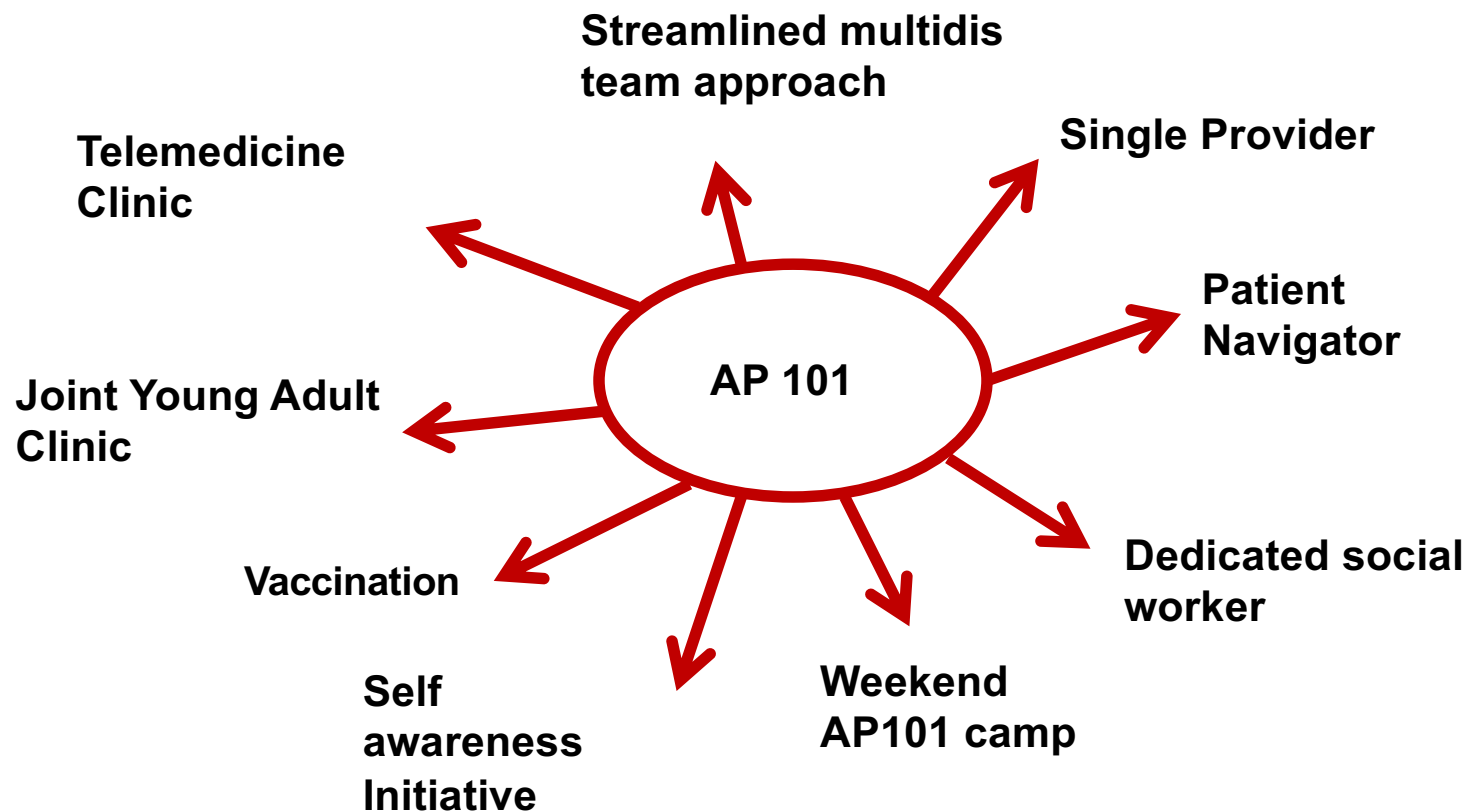 Streamlined multidis
team approach
Single Provider
Telemedicine
Clinic
Patient
Navigator
AP 101
Joint Young Adult
Clinic
Dedicated social
worker
Vaccination
Weekend
AP101 camp
Self
awareness
Initiative